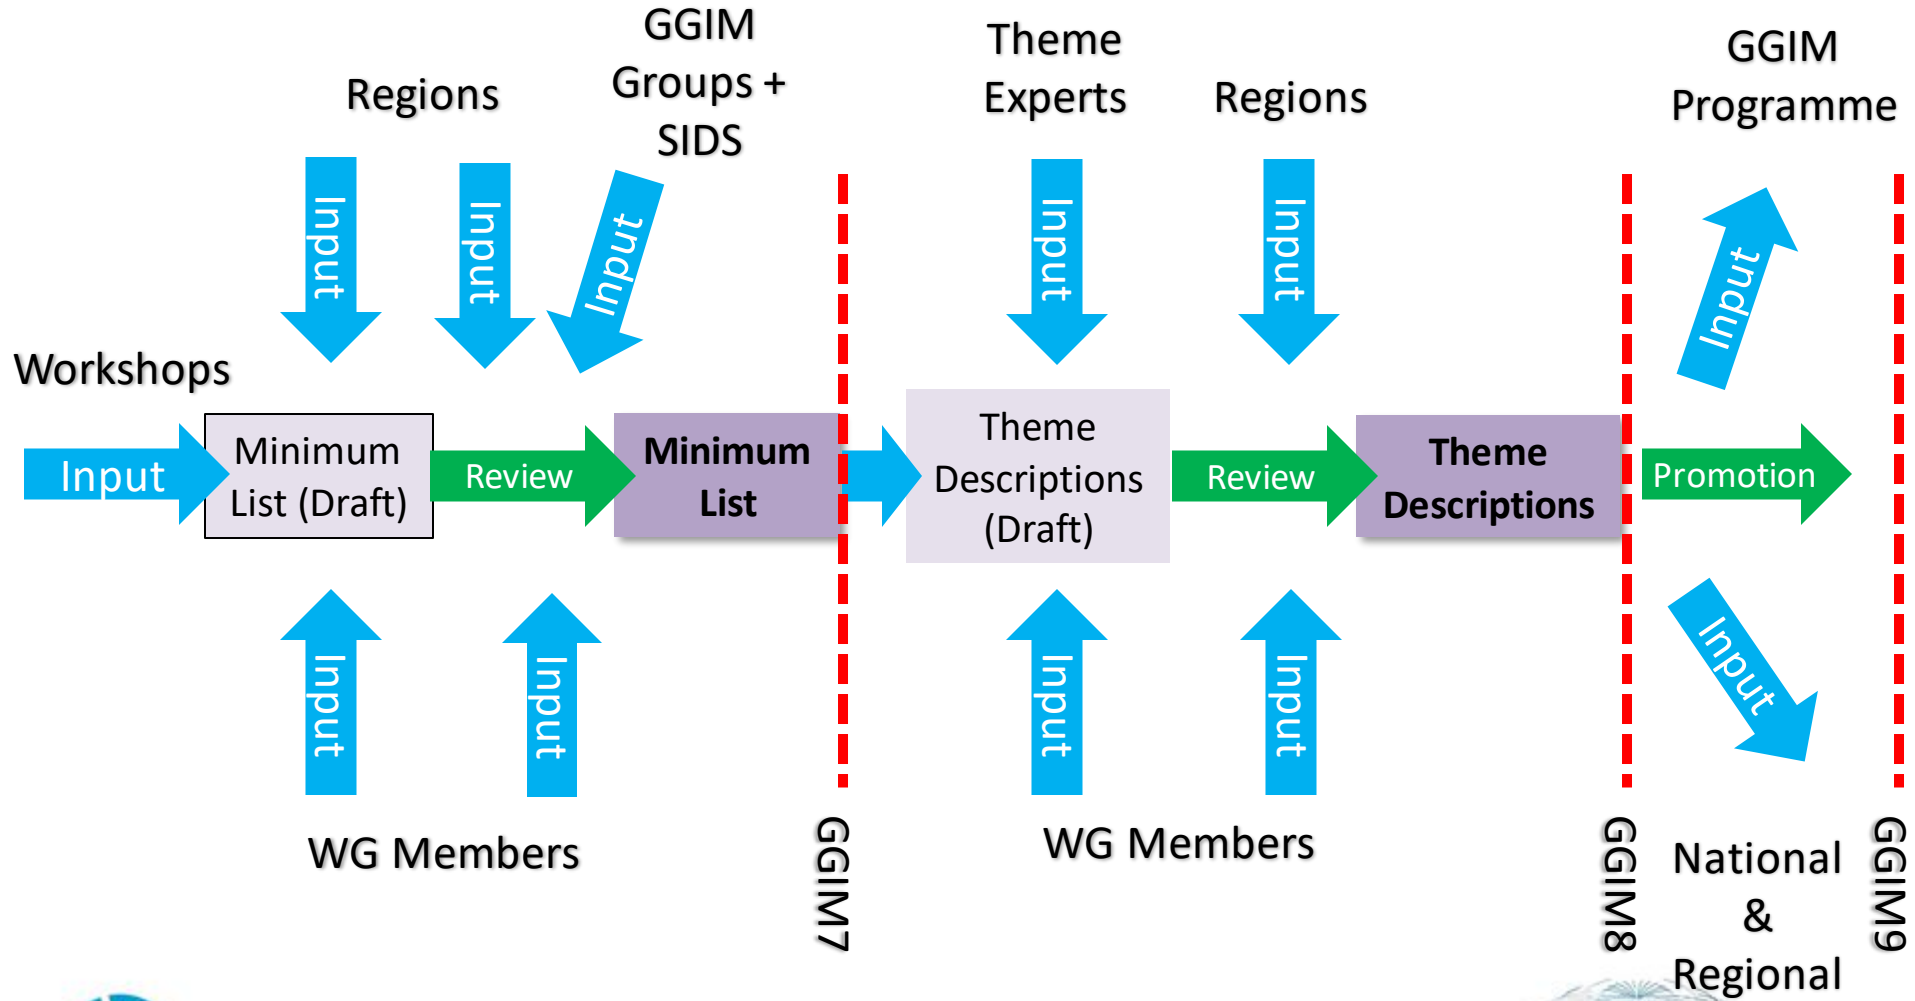 GGIM
Groups +
SIDS
Regions
Theme
Experts
Regions
GGIM
Programme
Input
Input
Input
Input
Input
Input
Workshops
Input
Minimum
List (Draft)
Review
Minimum
List
Theme
Descriptions
(Draft)
Review
Theme
Descriptions
Promotion
Input
Input
Input
Input
Input
WG Members
WG Members
GGIM7
GGIM8
National
&
Regional
GGIM9